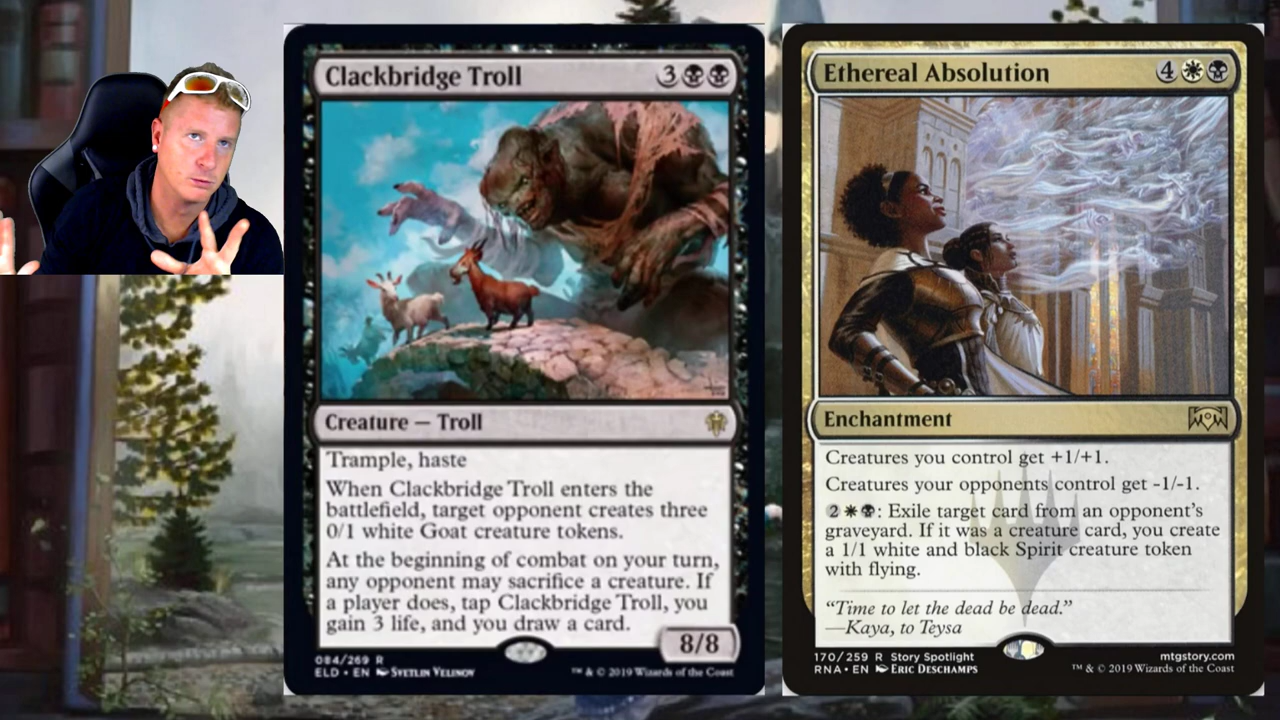 Clackbridge Troll 3
Creature — Troll
Trample, haste
When Clackbridge Troll enters the
battlefield, target opponent creates three
0/1 white Goat creature tokens.
At the beginning of combat on your turn,
any opponent may sacrifice a creature. If
a player does, tap Clackbridge Troll, you
gain 3 life, and you draw a card.
8/8
084/269 R
ELD • EN Svetlin Velinov
™ & © 2019 Wizards of the Coast
Ethereal Absolution 4
Enchantment
Creatures you control get +1/+1.
Creatures your opponents control get -1/-1.
2 : Exile target card from an opponent's
graveyard. If it was a creature card, you create
a 1/1 white and black Spirit creature token
with flying.
“Time to let the dead be dead.”
—Kaya, to Teysa
170/259 R Story Spotlight
RNA • EN Eric Deschamps
mtgstory.com
™ & © 2019 Wizards of the Coast